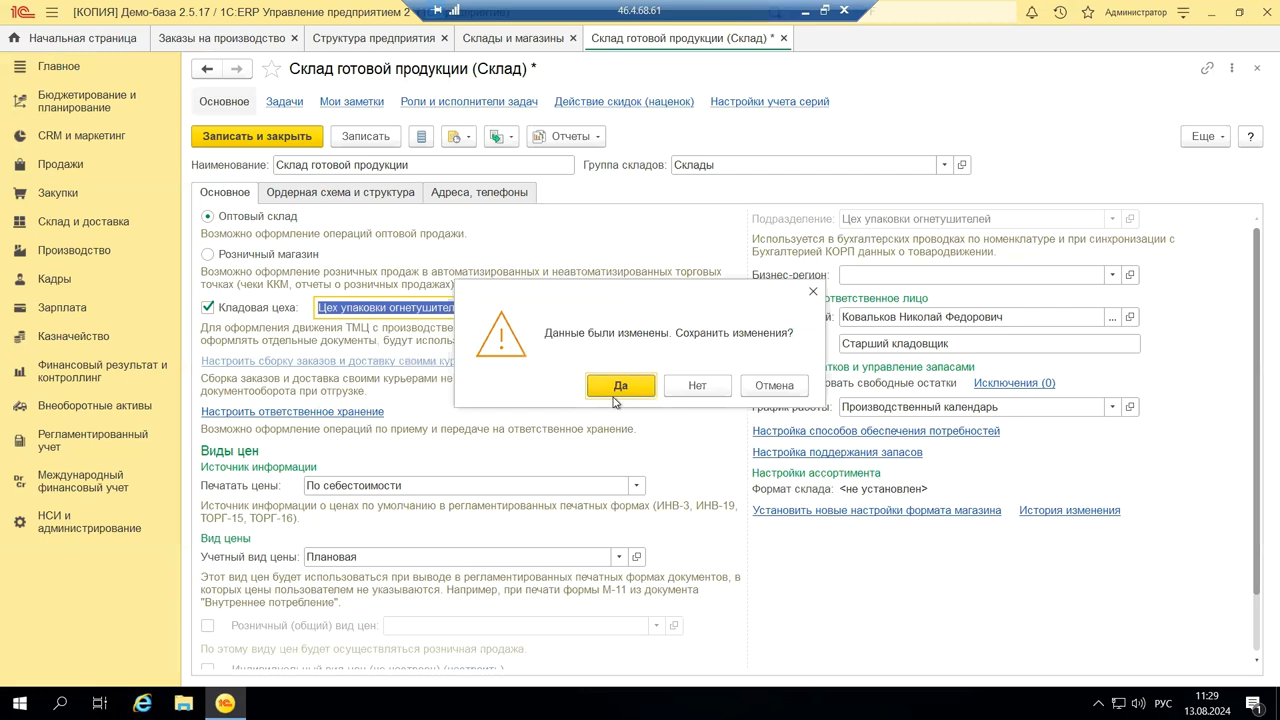 [КОПИЯ] Демо-база 2.5.17 / 1С:ERP Управление предприятием 2
46.4.68.61
Администратор
Начальная страница
Заказы на производство
Структура предприятия
Склады и магазины
Склад готовой продукции (Склад) *
Главное
Бюджетирование и
планирование
CRM и маркетинг
Продажи
Закупки
Склад и доставка
Производство
Кадры
Зарплата
Казначейство
Финансовый результат и
контроллинг
Внеоборотные активы
Регламентированный
учет
Международный
финансовый учет
НСИ и
администрирование
Склад готовой продукции (Склад) *
Основное
Задачи
Мои заметки
Роли и исполнители задач
Действие скидок (наценок)
Настройки учета серий
Записать и закрыть
Записать
Отчеты
Еще
?
Наименование: Склад готовой продукции
Группа складов: Склады
Основное
Ордерная схема и структура
Адреса, телефоны
Оптовый склад
Возможно оформление операций оптовой продажи.
Розничный магазин
Возможно оформление розничных продаж в автоматизированных и неавтоматизированных торговых
точках (чеки ККМ, отчеты о розничных продажах)
Кладовая цеха: Цех упаковки огнетушител
Для оформления движения ТМЦ с производстве
оформлять отдельные документы, будут использ
Настроить сборку заказов и доставку своими кур
Сборка заказов и доставка своими курьерами не
документооборота при отгрузке.
Настроить ответственное хранение
Возможно оформление операций по приему и передаче на ответственное хранение.
Виды цен
Источник информации
Печатать цены: По себестоимости
Источник информации о ценах по умолчанию в регламентированных печатных формах (ИНВ-3, ИНВ-19,
ТОРГ-15, ТОРГ-16).
Вид цены
Учетный вид цены: Плановая
Этот вид цен будет использоваться при выводе в регламентированных печатных формах документов, в
которых цены пользователем не указываются. Например, при печати формы М-11 из документа
"Внутреннее потребление".
Розничный (общий) вид цен:
По этому виду цен будет осуществляться розничная продажа.
Индивидуальный вид цен (не настроен) (настроить)
Подразделение: Цех упаковки огнетушителей
Используется в бухгалтерских проводках по номенклатуре и при синхронизации с
Бухгалтерией КОРП данных о товародвижении.
Бизнес-регион:
ответственное лицо
й: Ковальков Николай Федорович
Старший кладовщик
атков и управление запасами
овать свободные остатки
Исключения (0)
График работы: Производственный календарь
Настройка способов обеспечения потребностей
Настройка поддержания запасов
Настройки ассортимента
Формат склада: <не установлен>
Установить новые настройки формата магазина
История изменения
Данные были изменены. Сохранить изменения?
Да
Нет
Отмена
РУС
11:29
13.08.2024
1